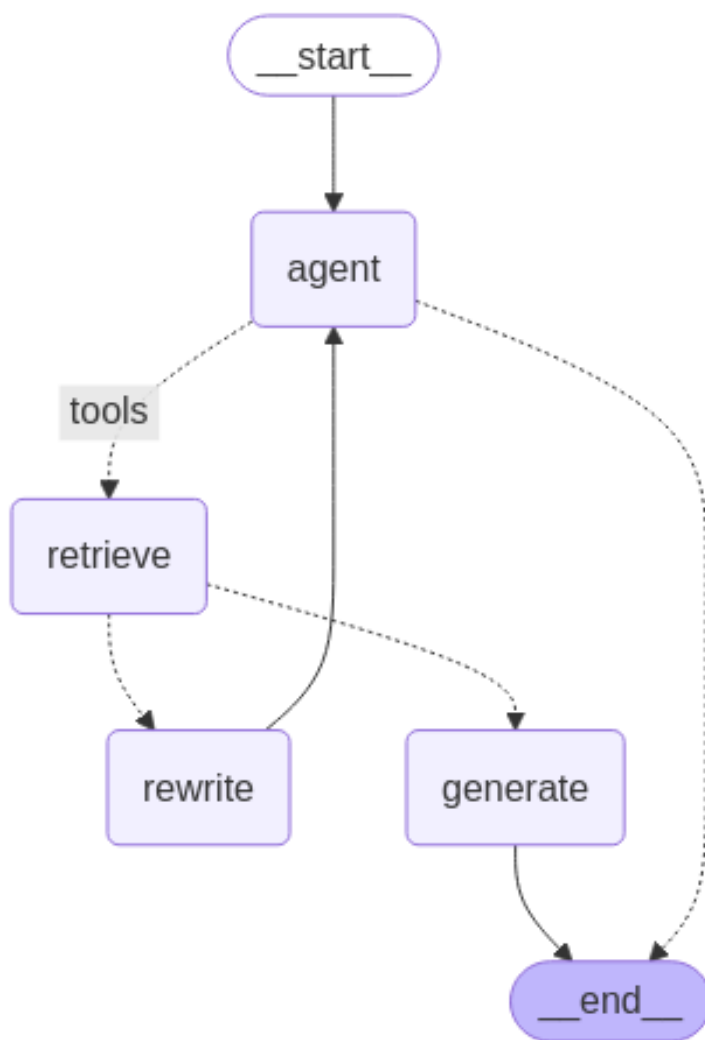 __start__
agent
tools
retrieve
rewrite
generate
__end__